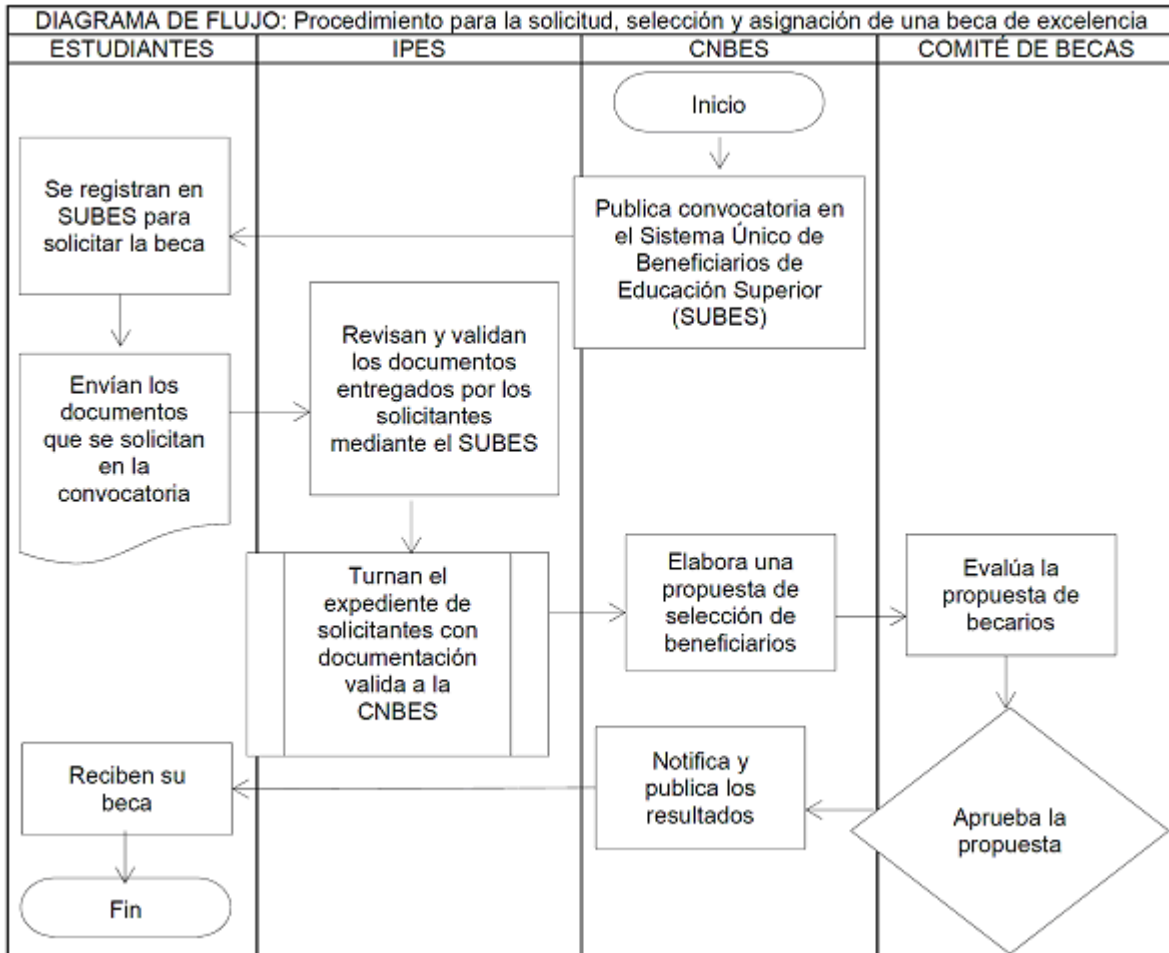 DIAGRAMA DE FLUJO: Procedimiento para la solicitud, selección y asignación de una beca de excelencia
ESTUDIANTES
IPES
CNBES
COMITÉ DE BECAS
Inicio
Publica convocatoria en
el Sistema Único de
Beneficiarios de
Educación Superior
(SUBES)
Se registran en
SUBES para
solicitar la beca
Envían los
documentos
que se solicitan
en la
convocatoria
Revisan y validan
los documentos
entregados por los
solicitantes
mediante el SUBES
Turnan el
expediente de
solicitantes con
documentación
valida a la
CNBES
Elabora una
propuesta de
selección de
beneficiarios
Evalúa la
propuesta de
becarios
Aprueba la
propuesta
Notifica y
publica los
resultados
Reciben su
beca
Fin